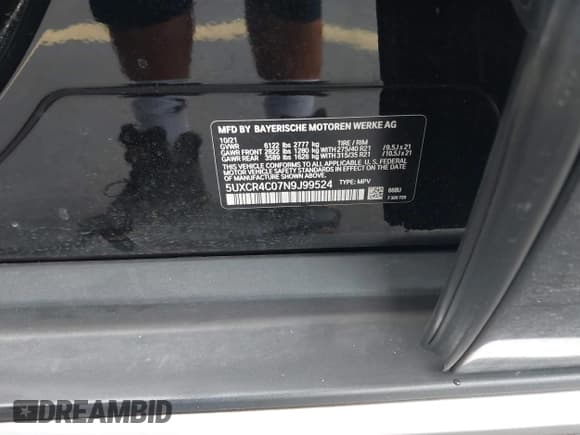 MFD BY BAYERISCHE MOTOREN WERKE AG
10/21
GVWR 6122 lbs 2777 kg TIRE / RIM
GAWR FRONT 2822 lbs 1280 kg WITH 275/40 R21 /9.5J x 21
GAWR REAR 3589 lbs 1628 kg WITH 315/35 R21 /10.5J x 21
THIS VEHICLE CONFORMS TO ALL APPLICABLE U. S. FEDERAL
MOTOR VEHICLE SAFETY STANDARDS IN EFFECT ON THE DATE
OF MANUFACTURE SHOWN ABOVE.
5UXCR4C07N9J99524 TYPE: MPV
DREAMBID